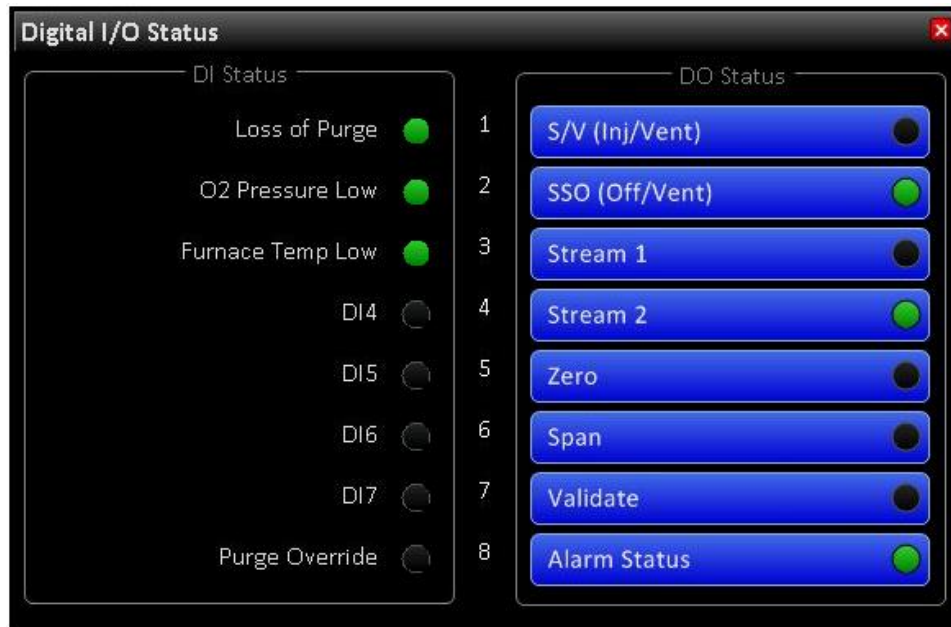 Digital I/O Status
DI Status
DO Status
Loss of Purge 1 S/V (Inj/Vent)
O2 Pressure Low 2 SSO (Off/Vent)
Furnace Temp Low 3 Stream 1
DI4 4 Stream 2
DI5 5 Zero
DI6 6 Span
DI7 7 Validate
Purge Override 8 Alarm Status